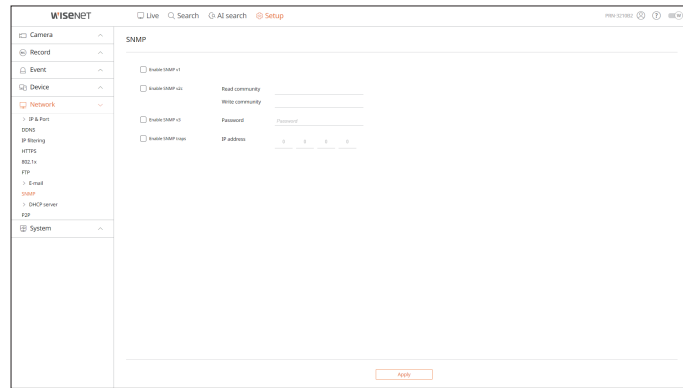 WISENET
Live Search AI search Setup
PRN-3210B2
Camera
Record
Event
Device
Network
> IP & Port
DDNS
IP filtering
HTTPS
802.1x
FTP
> E-mail
SNMP
> DHCP server
P2P
System
SNMP
Enable SNMP v1
Enable SNMP v2c Read community
Write community
Enable SNMP v3 Password Password
Enable SNMP traps IP address 0 0 0 0
Apply